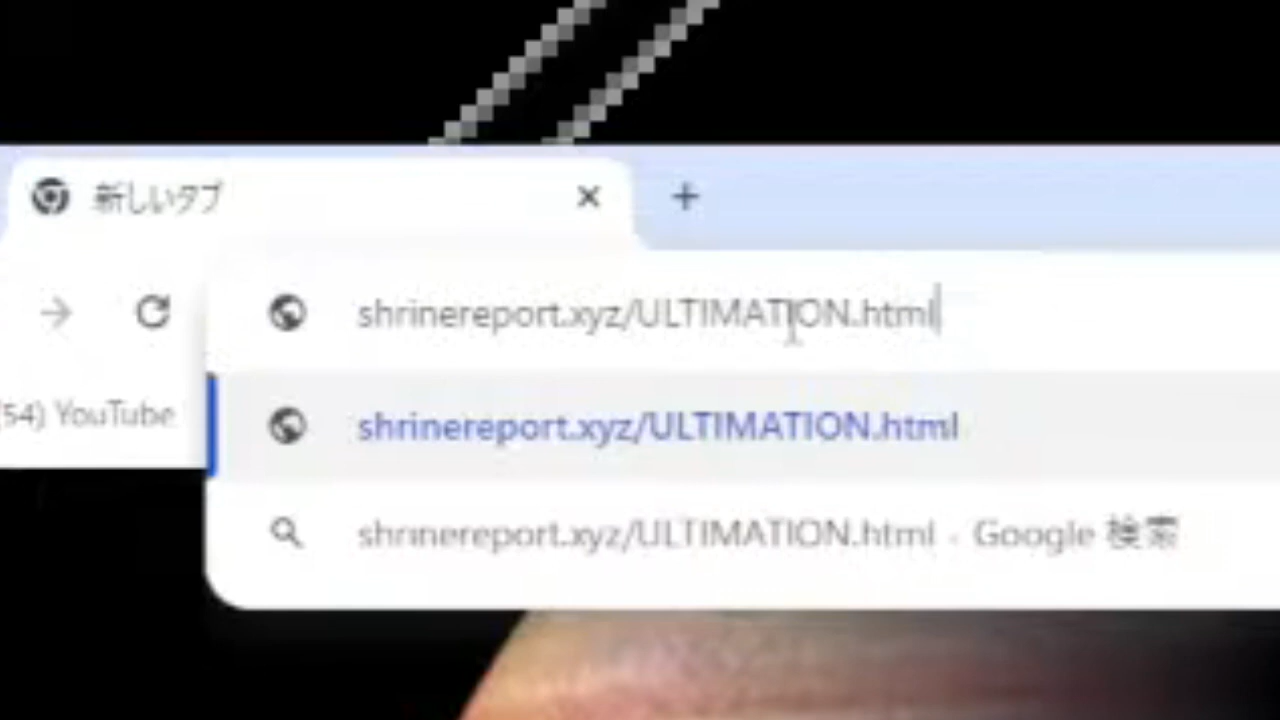 新しいタブ
shrinereport.xyz/ULTIMATION.html
(54) YouTube
shrinereport.xyz/ULTIMATION.html
shrinereport.xyz/ULTIMATION.html - Google 検索